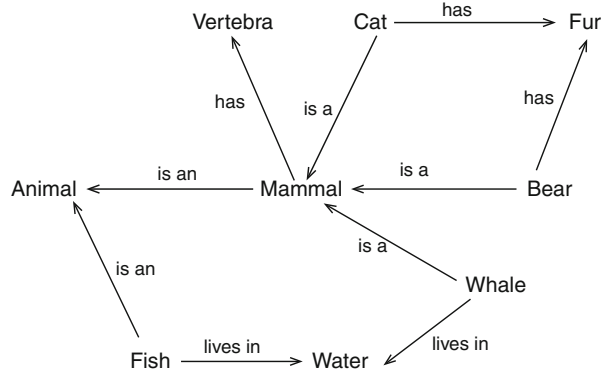 Vertebra
Cat
has
Fur
has
is a
has
Animal
is an
Mammal
is a
Bear
is a
is an
Whale
Fish
lives in
Water
lives in